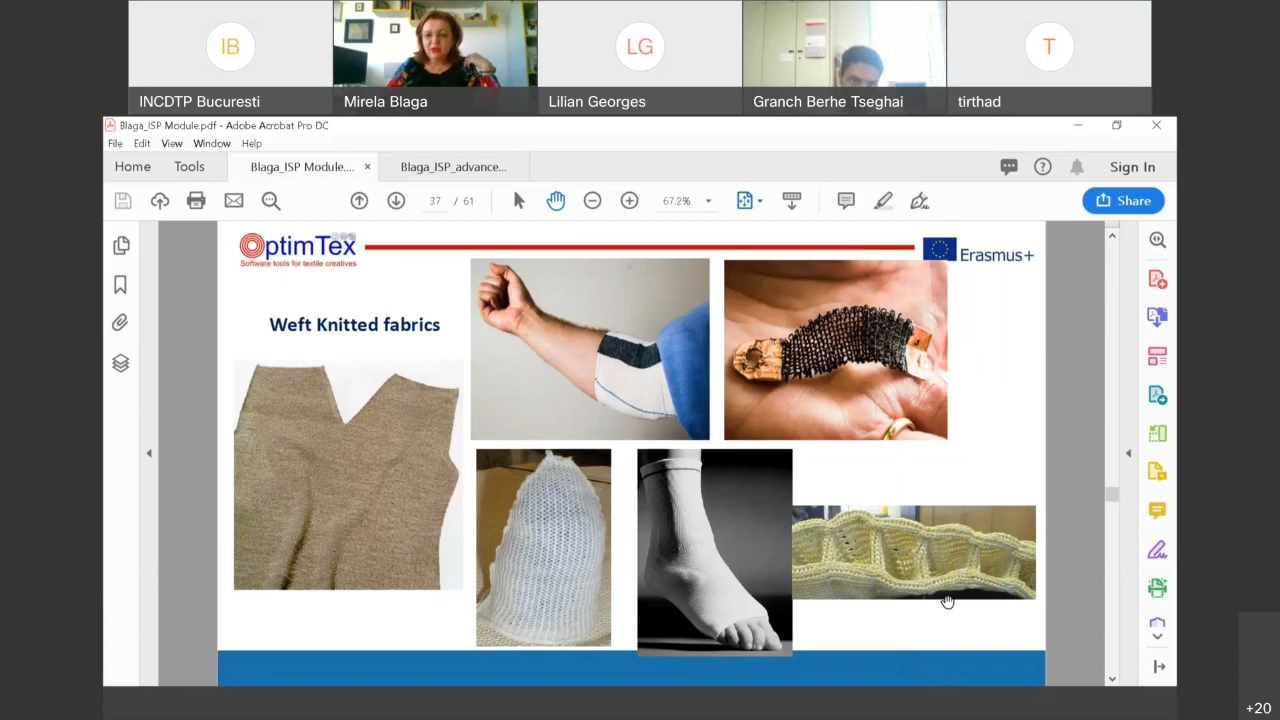 IB
LG
T
INCDTP Bucuresti
Mirela Blaga
Lilian Georges
Granch Berhe Tseghai
tirthad
Blaga_ISP Module.pdf - Adobe Acrobat Pro DC
File Edit View Window Help
Home Tools Blaga_ISP Module.... × Blaga_ISP_advance... Sign In
37 / 61 67.2% Share
OptimTex
Software tools for textile creatives
Erasmus+
Weft Knitted fabrics
+20